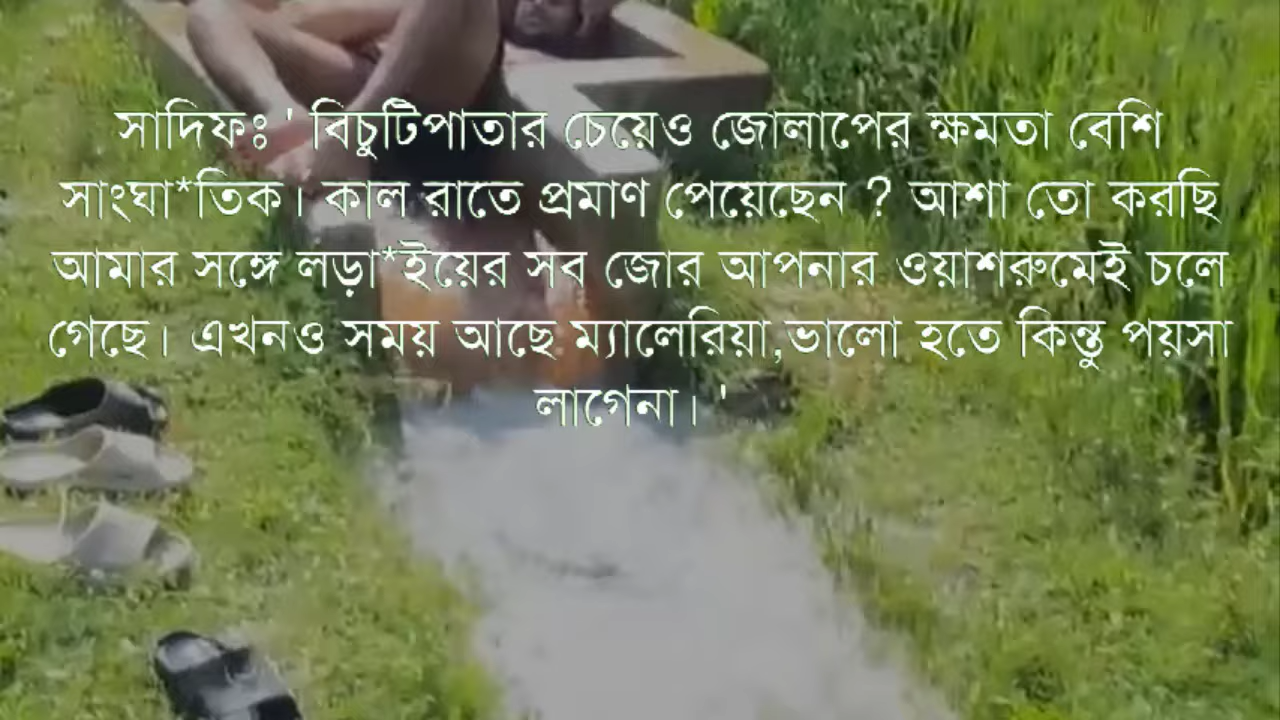 সাদিফঃ ' বিচুটিপাতার চেয়েও জোলাপের ক্ষমতা বেশি
সাংঘা*তিক। কাল রাতে প্রমাণ পেয়েছেন ? আশা তো করছি
আমার সঙ্গে লড়া*ইয়ের সব জোর আপনার ওয়াশরুমেই চলে
গেছে। এখনও সময় আছে ম্যালেরিয়া,ভালো হতে কিন্তু পয়সা
লাগেনা। '